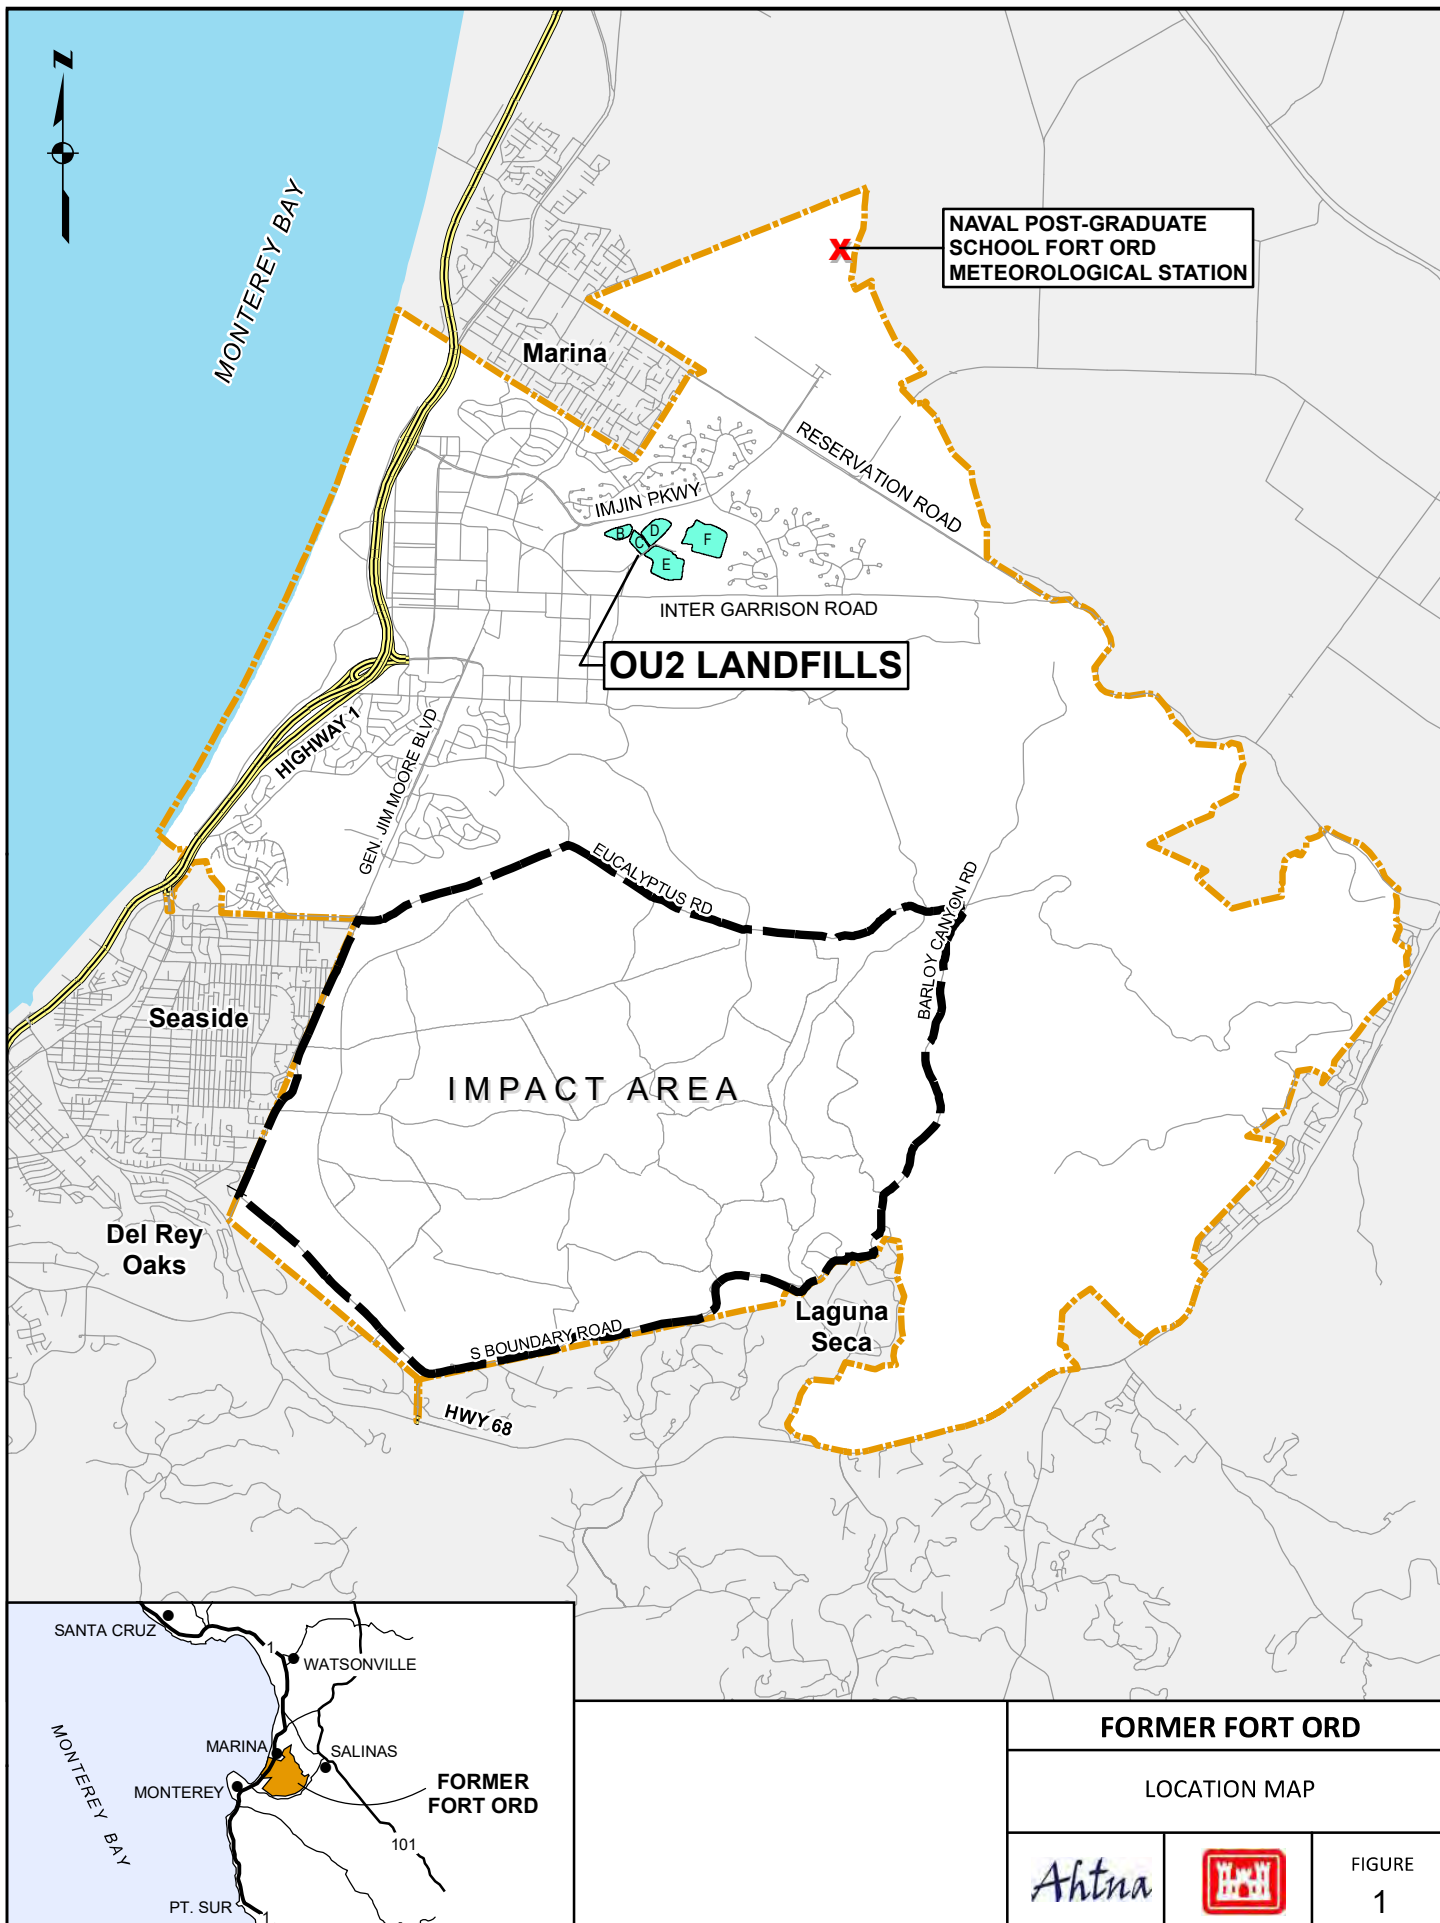 Z
MONTEREY BAY
NAVAL POST-GRADUATE
SCHOOL FORT ORD
METEOROLOGICAL STATION
X
Marina
RESERVATION ROAD
IMJIN PKWY
B
C
D
E
F
INTER GARRISON ROAD
OU2 LANDFILLS
HIGHWAY 1
GEN. JIM MOORE BLVD
EUCALYPTUS RD
BARLOY CANYON RD
Seaside
IMPACT AREA
Del Rey
Oaks
Laguna
Seca
S BOUNDARY ROAD
HWY 68
SANTA CRUZ
1
WATSONVILLE
MARINA
SALINAS
MONTEREY
FORMER
FORT ORD
MONTEREY BAY
101
PT. SUR
1
FORMER FORT ORD
LOCATION MAP
Ahtna
FIGURE
1